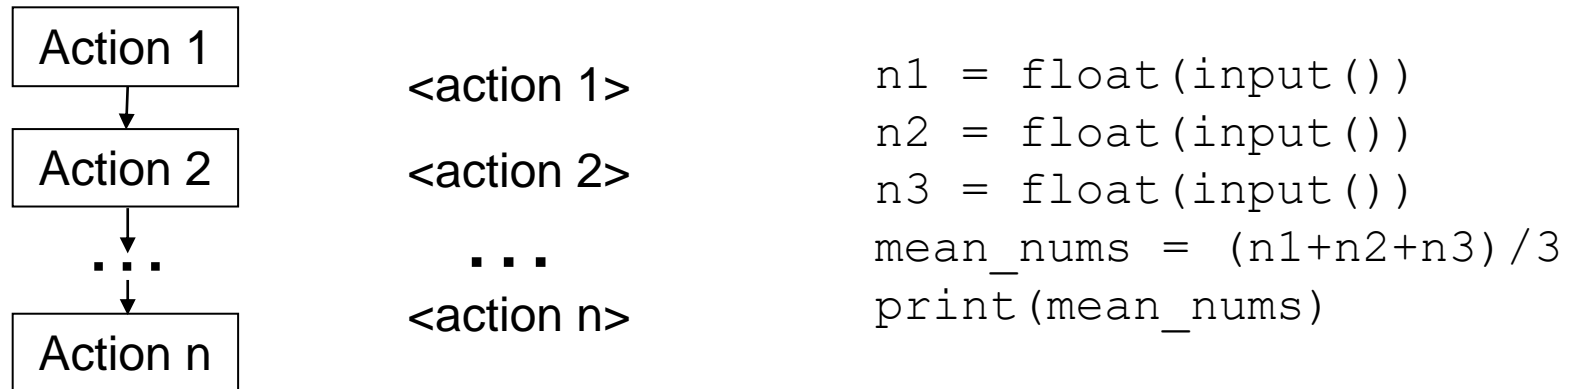 Action 1
Action 2
...
Action n
<action 1>
<action 2>
...
<action n>
n1 = float(input())
n2 = float(input())
n3 = float(input())
mean_nums = (n1+n2+n3)/3
print(mean_nums)